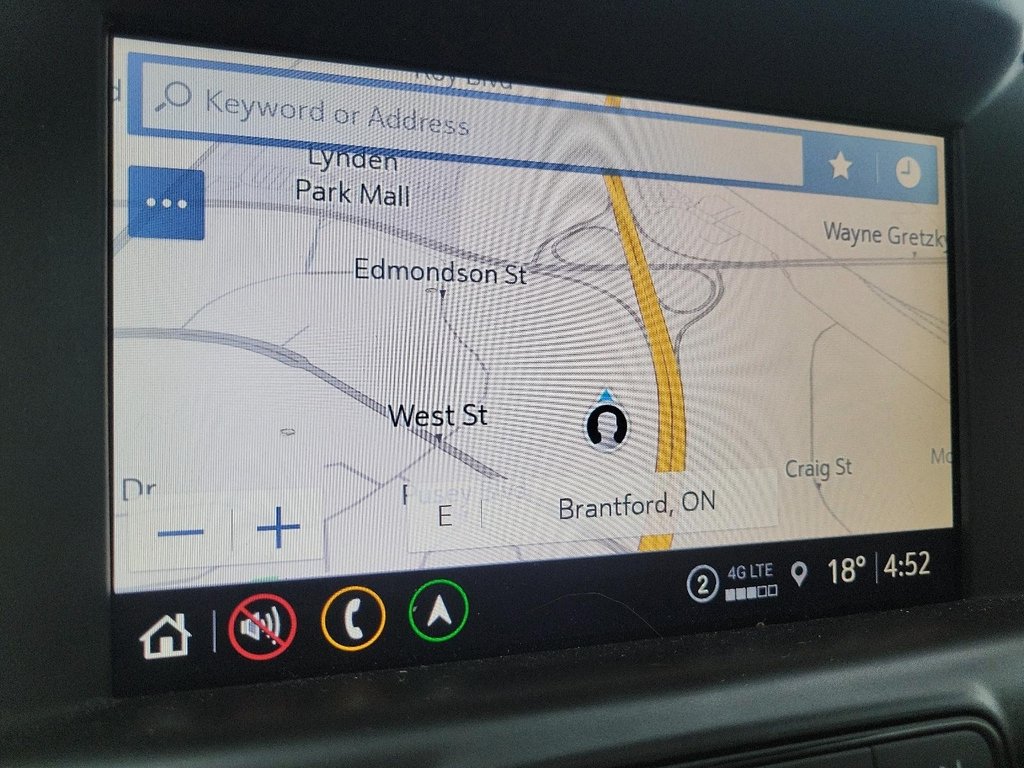 Keyword or Address
Lynden
Park Mall
Wayne Gretzky
Edmondson St
West St
Craig St
Dr
E
Brantford, ON
2
4G LTE
18°
4:52